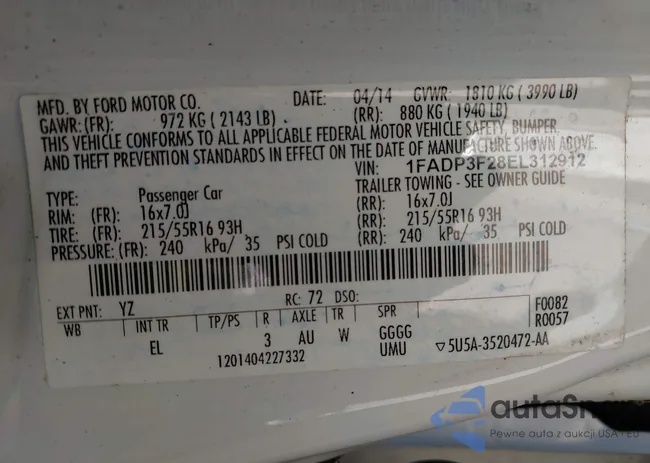 MFD. BY FORD MOTOR CO. DATE: 04/14 GVWR: 1810 KG ( 3990 LB)
GAWR: (FR): 972 KG ( 2143 LB) (RR): 880 KG ( 1940 LB)
THIS VEHICLE CONFORMS TO ALL APPLICABLE FEDERAL MOTOR VEHICLE SAFETY, BUMPER,
AND THEFT PREVENTION STANDARDS IN EFFECT ON THE DATE OF MANUFACTURE SHOWN ABOVE.
VIN: 1FADP3F28EL312912
TYPE: Passenger Car TRAILER TOWING - SEE OWNER GUIDE
RIM: (FR): 16x7.0J (RR): 16x7.0J
TIRE: (FR): 215/55R16 93H (RR): 215/55R16 93H
PRESSURE: (FR): 240 kPa/ 35 PSI COLD (RR): 240 kPa/ 35 PSI COLD
EXT PNT: YZ RC: 72 DSO: F0082
WB INT TR TP/PS R AXLE TR SPR R0057
EL 3 AU W GGGG
1201404227332 UMU ▽5U5A-3520472-AA
Pewne auto z aukcji USA i EU